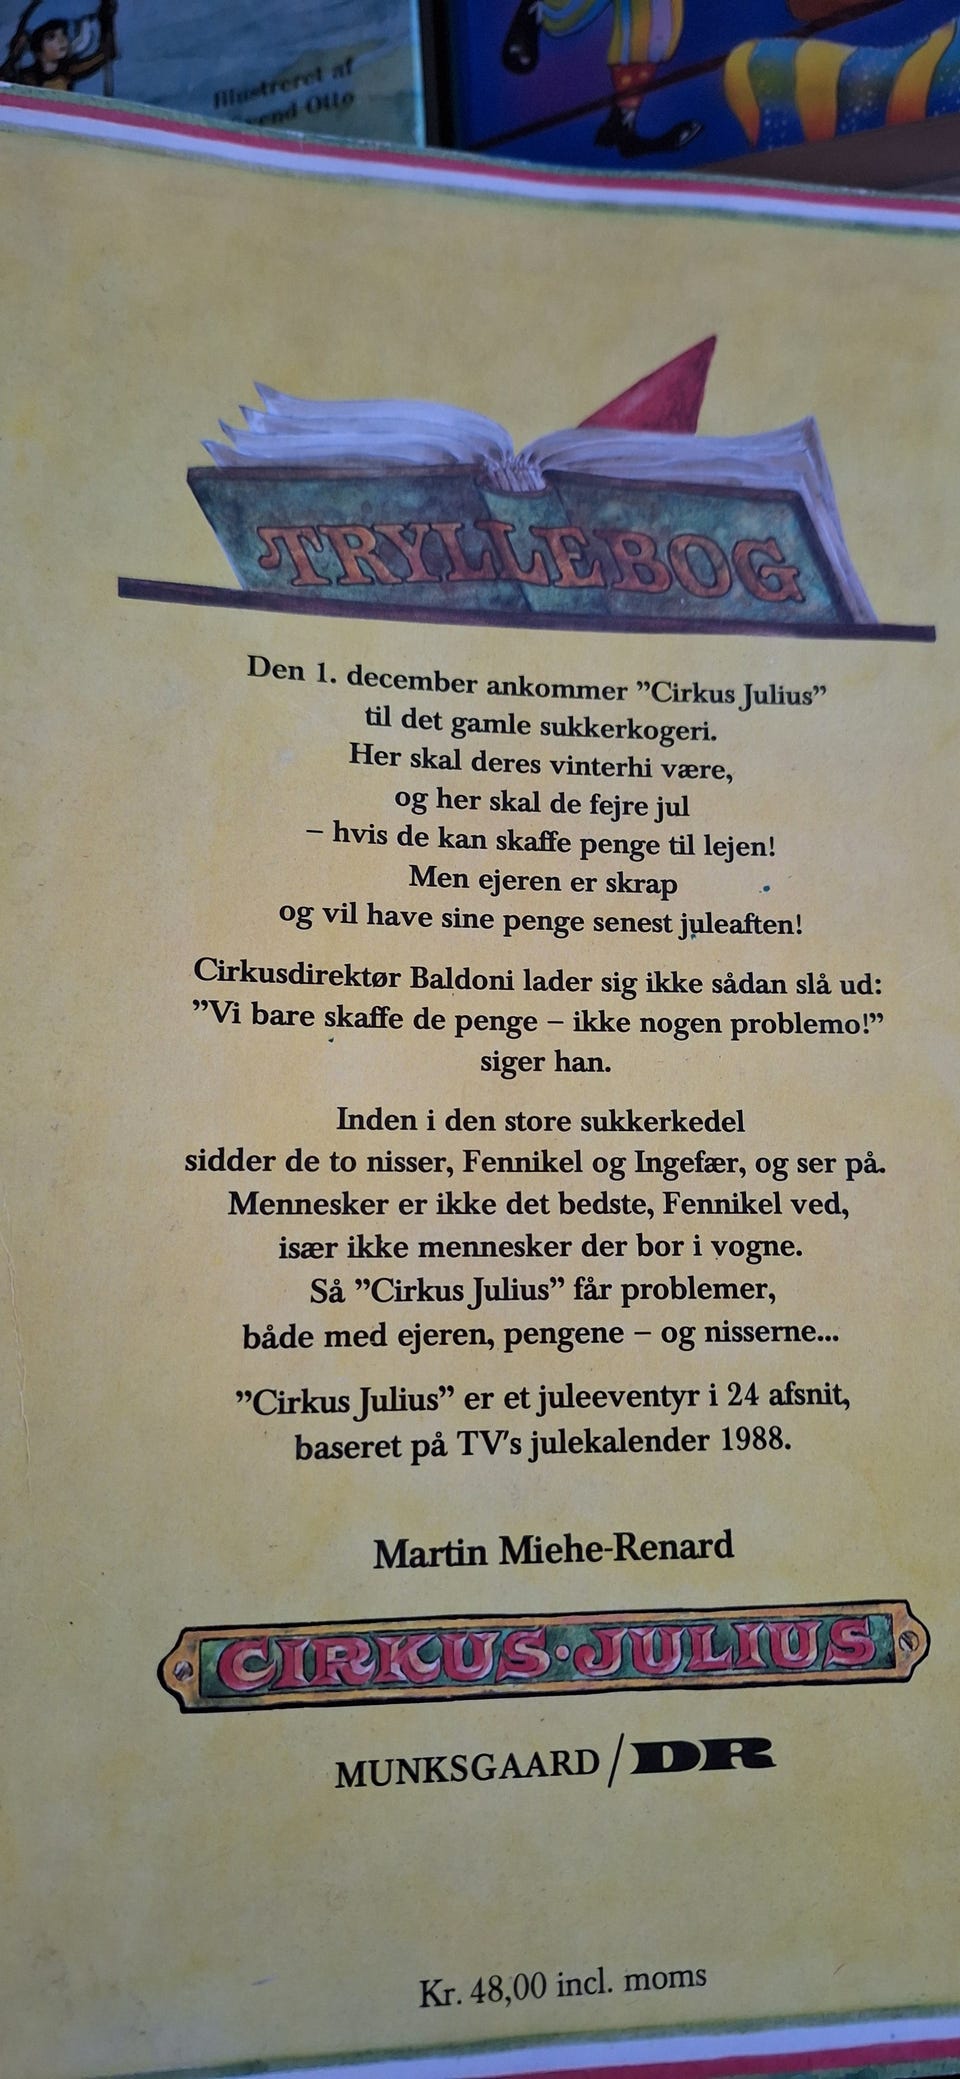 Illustreret af
Svend Otto
TRYLLEBOG
Den 1. december ankommer ”Cirkus Julius”
til det gamle sukkerkogeri.
Her skal deres vinterhi være,
og her skal de fejre jul
– hvis de kan skaffe penge til lejen!
Men ejeren er skrap
og vil have sine penge senest juleaften!
Cirkusdirektør Baldoni lader sig ikke sådan slå ud:
”Vi bare skaffe de penge – ikke nogen problemo!”
siger han.
Inden i den store sukkerkedel
sidder de to nisser, Fennikel og Ingefær, og ser på.
Mennesker er ikke det bedste, Fennikel ved,
især ikke mennesker der bor i vogne.
Så ”Cirkus Julius” får problemer,
både med ejeren, pengene – og nisserne...
”Cirkus Julius” er et juleeventyr i 24 afsnit,
baseret på TV's julekalender 1988.
Martin Miehe-Renard
CIRKUS·JULIUS
MUNKSGAARD/DR
Kr. 48,00 incl. moms